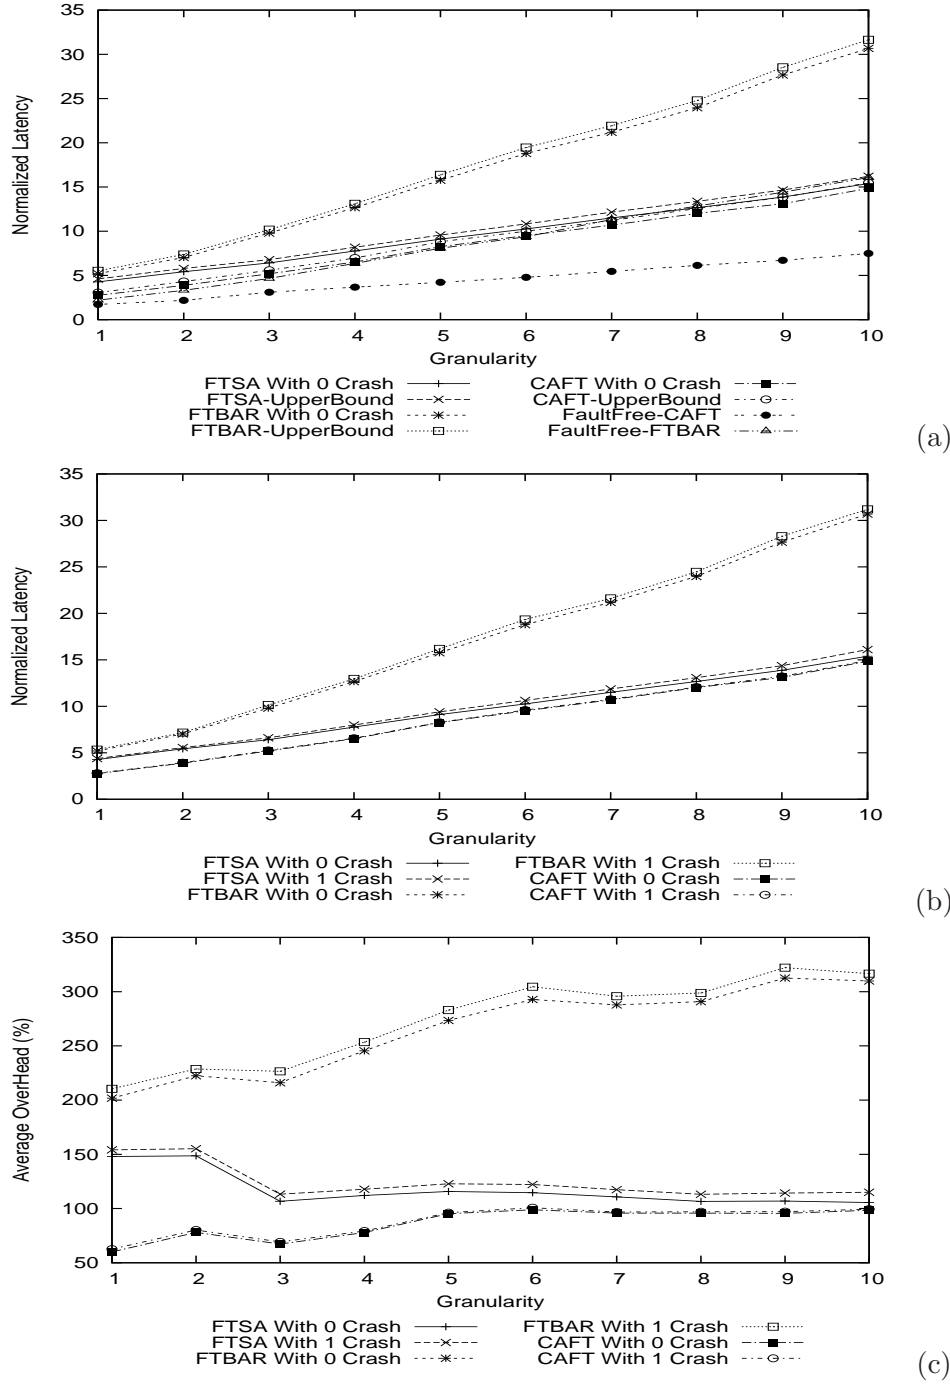 35
30
25
20
15
10
5
0
Normalized Latency
1 2 3 4 5 6 7 8 9 10
Granularity
FTSA With 0 Crash
FTSA-UpperBound
FTBAR With 0 Crash
FTBAR-UpperBound
CAFT With 0 Crash
CAFT-UpperBound
FaultFree-CAFT
FaultFree-FTBAR
(a)
35
30
25
20
15
10
5
0
Normalized Latency
1 2 3 4 5 6 7 8 9 10
Granularity
FTSA With 0 Crash
FTSA With 1 Crash
FTBAR With 0 Crash
FTBAR With 1 Crash
CAFT With 0 Crash
CAFT With 1 Crash
(b)
350
300
250
200
150
100
50
Average OverHead (%)
1 2 3 4 5 6 7 8 9 10
Granularity
FTSA With 0 Crash
FTSA With 1 Crash
FTBAR With 0 Crash
FTBAR With 1 Crash
CAFT With 0 Crash
CAFT With 1 Crash
(c)